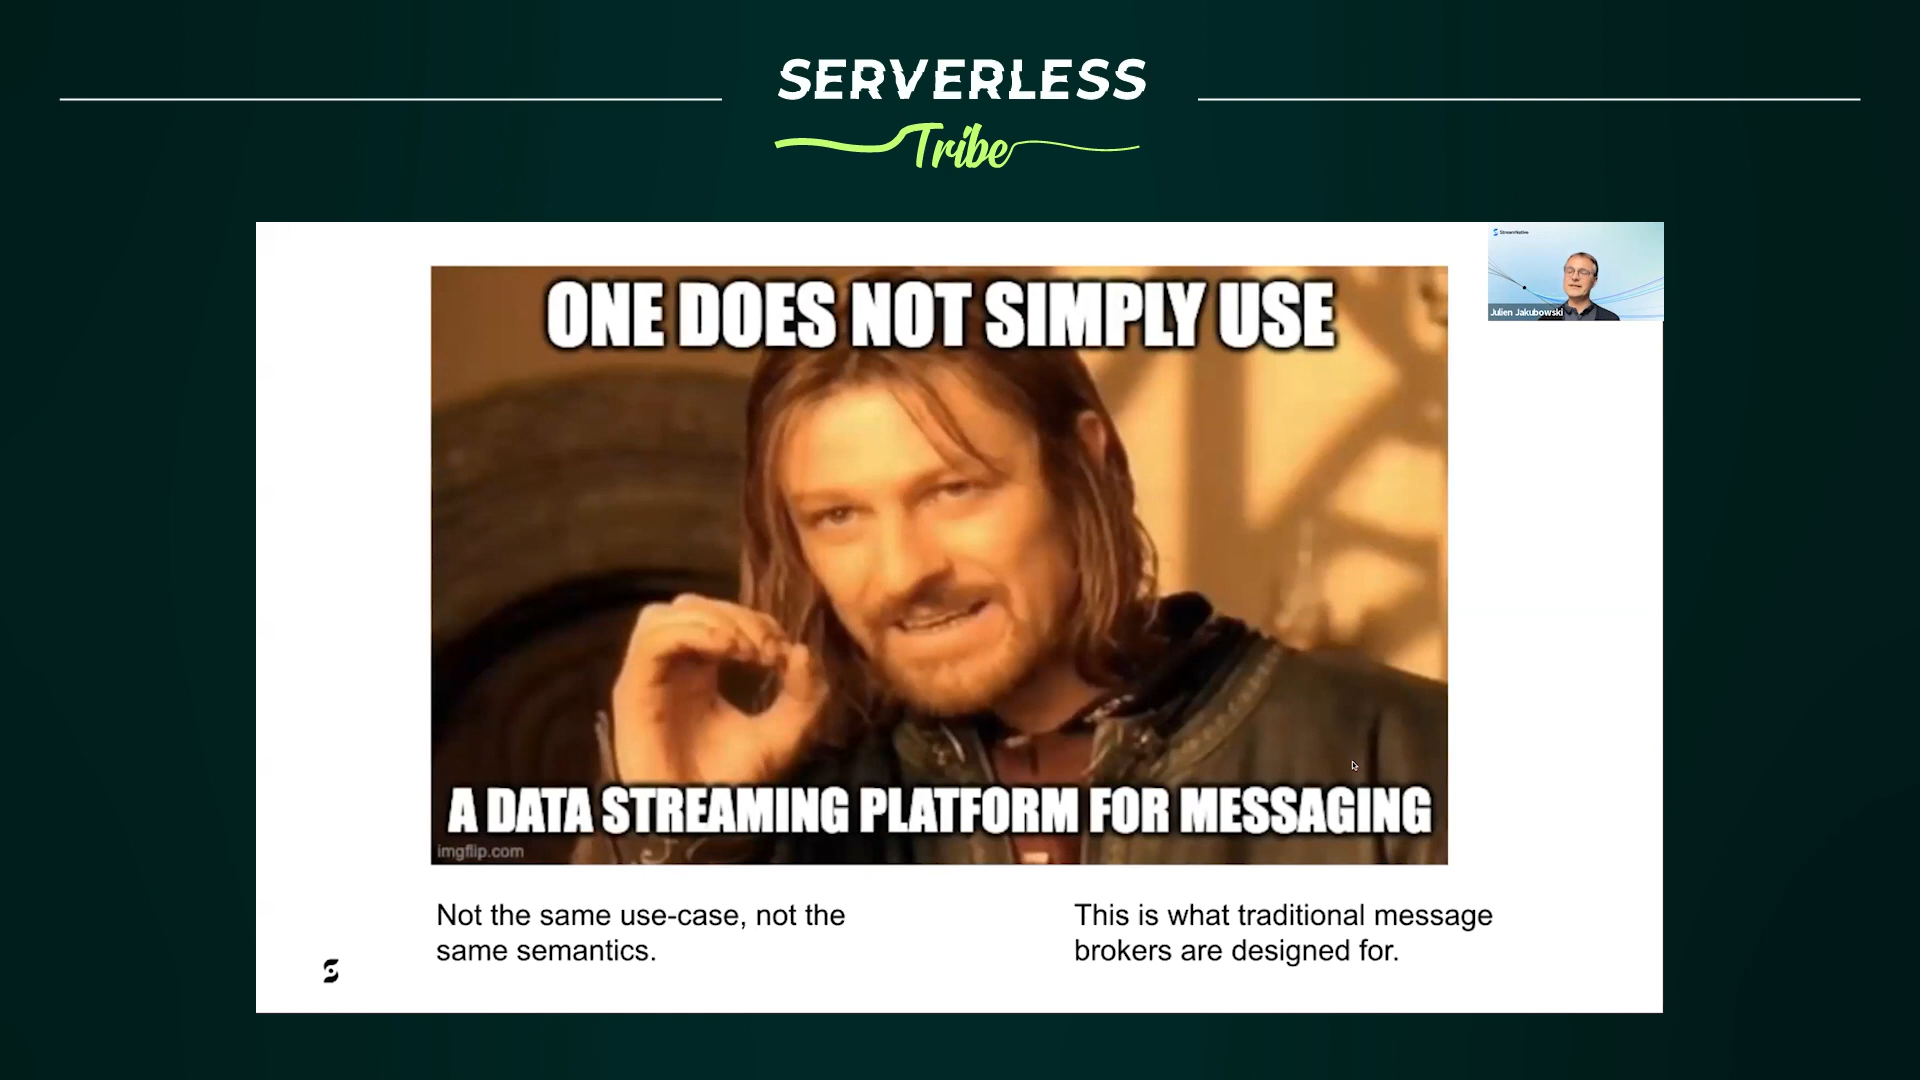 SERVERLESS
Tribe
StreamNative
Julien Jakubowski
ONE DOES NOT SIMPLY USE
A DATA STREAMING PLATFORM FOR MESSAGING
imgflip.com
Not the same use-case, not the
same semantics.
This is what traditional message
brokers are designed for.